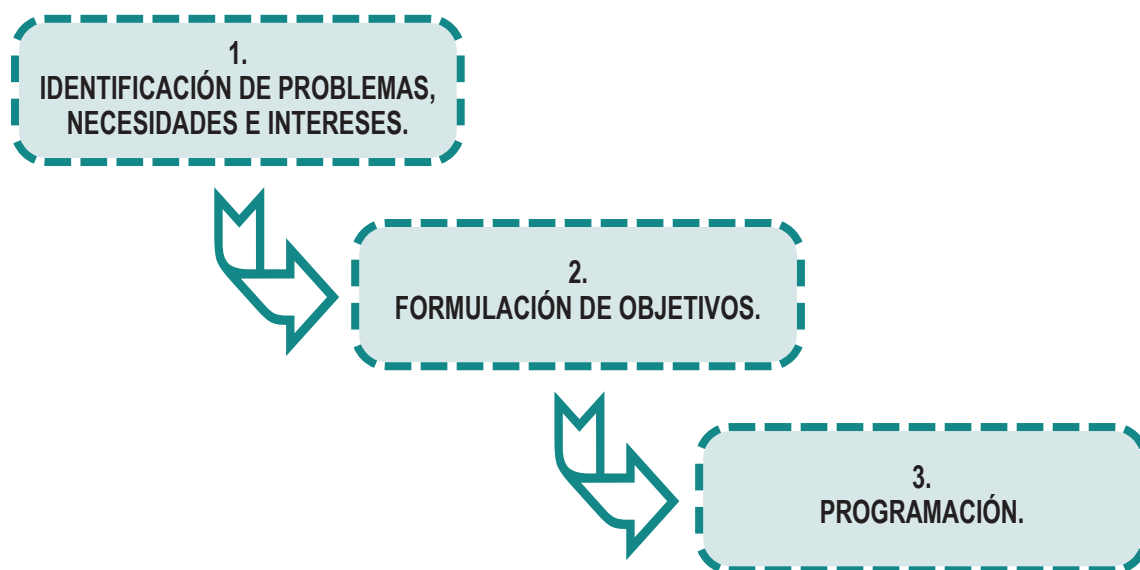 1.
IDENTIFICACIÓN DE PROBLEMAS,
NECESIDADES E INTERESES.
2.
FORMULACIÓN DE OBJETIVOS.
3.
PROGRAMACIÓN.